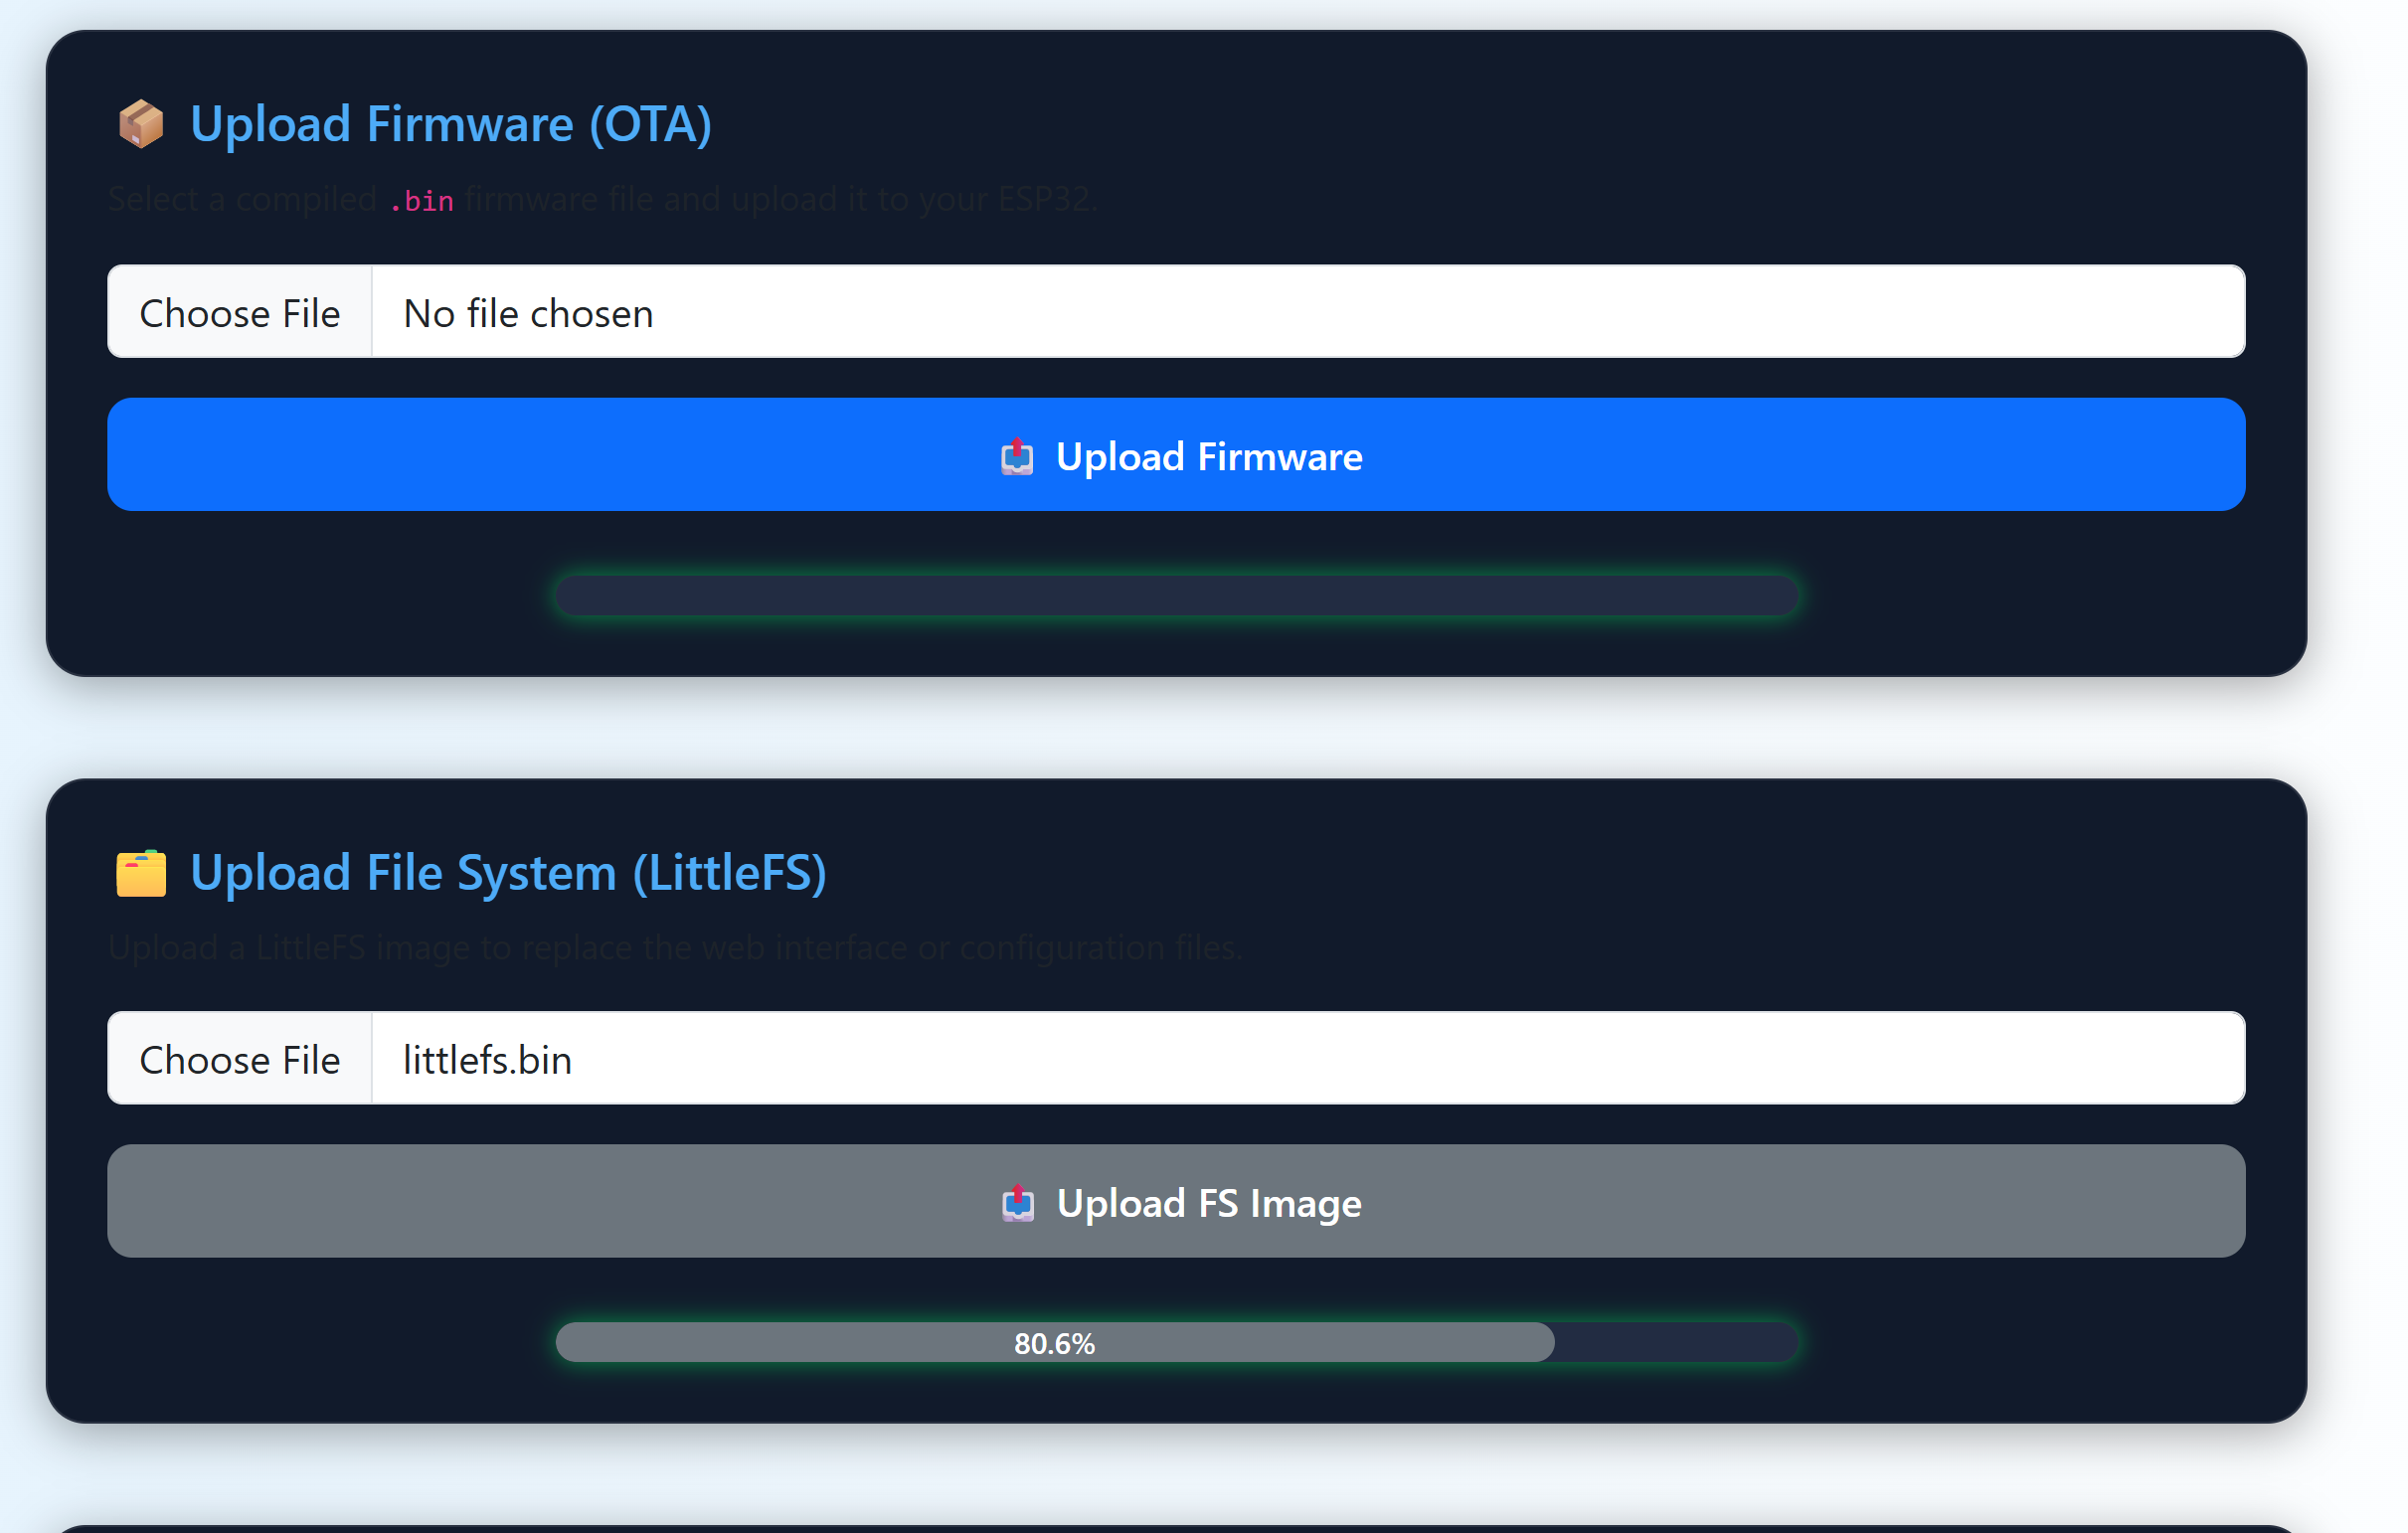 Upload Firmware (OTA)
Select a compiled .bin firmware file and upload it to your ESP32.
Choose File No file chosen
Upload Firmware
Upload File System (LittleFS)
Upload a LittleFS image to replace the web interface or configuration files.
Choose File littlefs.bin
Upload FS Image
80.6%